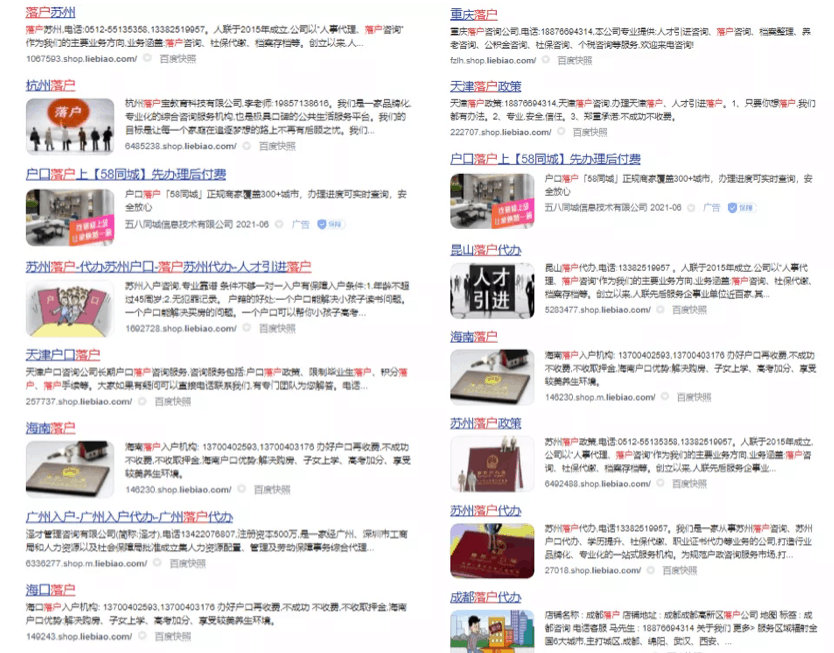 落户苏州
落户苏州,电话:0512-55135358,13382519957。人联于2015年成立,公司以“人事代理、落户咨询”
作为我们的主要业务方向,业务涵盖:落户咨询、社保代缴、档案存档等。创立以来,人...
1067593.shop.liebiao.com/ 百度快照
杭州落户
落户
杭州落户宝教育科技有限公司,李老师:19857138616。我们是一家品牌化,
专业化的综合咨询服务机构,也是极具口碑的公共生活服务平台。我们的
目标是让每一个家庭在追逐梦想的路上不再有后顾之忧。我们...
6485238.shop.liebiao.com/ 百度快照
户口落户上【58同城】先办理后付费
户口落户「58同城」正规商家覆盖300+城市,办理进度可实时查询,安
全放心
五八同城信息技术有限公司 2021-06 广告 保障
苏州落户-代办苏州户口-落户苏州代办-人才引进落户
户 口
苏州入户咨询,专业靠谱 条件不够一对一入户有保障入户条件:1.年龄不超
过45周岁;2.无犯罪记录。 户籍的好处:一个户口能解决小孩子读书问题。
一个户口能解决买房的问题。一个户口可以帮你小孩子高考...
1602728.shop.liebiao.com/ 百度快照
天津户口落户
天津户口咨询公司长期户口落户咨询服务,咨询服务包括:户口落户政策、限制毕业生落户、积分落
户、落户手续等。大家如果有疑问可以直接电话联系我们,有专门团队为您解答。电话...
257737.shop.liebiao.com/ 百度快照
海南落户
海南落户入户机构: 13700402593,13700403176 办好户口再收费,不成功
不收费,不收取押金,海南户口优势:解决购房、子女上学、高考加分、享受
较美养生环境。
146230.shop.liebiao.com/ 百度快照
广州入户-广州入户代办-广州落户代办
管理咨询有限公司(简称:淫才),电话13422076807,注册资本500万,是一家经广州、深圳市工商
局和人力资源以及社会保障局批准成立集人力资源配置、管理及劳动保障事务综合代理...
6336277.shop.m.liebiao.com/ 百度快照
海口落户
海口落户入户机构: 13700402593,13700403176 办好户口再收费,不成功 不收费,不收取押金,海南
户口优势:解决购房、子女上学、高考加分、享受较美养生环境。
149243.shop.liebiao.com/ 百度快照
重庆落户
重庆落户咨询公司,电话:18876694314,本公司专业提供:人才引进咨询、落户咨询、档案整理、养
老咨询、公积金咨询、社保咨询、个税咨询等服务,欢迎来电咨询!
fzlh.shop.liebiao.com/ 百度快照
天津落户政策
天津落户政策:18876694314,天津落户咨询,办理天津落户、人才引进落户。 1、只要你想落户,我们
都有办法。2、专业,安全,信任。3、郑重承诺:不成功不收费。
222707.shop.liebiao.com/ 百度快照
户口落户上【58同城】先办理后付费
户口落户「58同城」正规商家覆盖300+城市,办理进度可实时查询,安
全放心
五八同城信息技术有限公司 2021-06 广告 保障
昆山落户代办
人才
引进
昆山落户代办,电话:13382519957 。人联于2015年成立,公司以“人事代
理、落户咨询”作为我们的主要业务方向,业务涵盖:落户咨询、社保代缴、
档案存档等。创立以来,人联先后服务企业单位近百家,其...
5283477.shop.liebiao.com/ 百度快照
海南落户
海南落户入户机构: 13700402593,13700403176 办好户口再收费,不成功
不收费,不收取押金,海南户口优势:解决购房、子女上学、高考加分、享受
较美养生环境。
146230.shop.m.liebiao.com/ 百度快照
苏州落户政策
苏州落户政策,电话:0512-55135358,13382519957。人联于2015年成立,
公司以“人事代理、落户咨询”作为我们的主要业务方向,业务涵盖:落户咨
询、社保代缴、档案存档等。创立以来,人联先后服务企业...
6492488.shop.liebiao.com/ 百度快照
苏州落户代办
苏州落户代办,电话:13382519957。我们是一家从事苏州落户咨询、苏州
户口代办、学历提升、社保代缴、职业证书代办等业务的公司,打造行业
品牌化、专业化的一站式服务机构。为规范户政咨询服务市场,打...
27018.shop.liebiao.com/ 百度快照
成都落户代办
店铺名称 : 成都落户 店铺地址 : 成都成都高新区落户公司 地图 标签 : 成
都咨询 电话客服 马先生 : 18876694314 关于我们 更多» 服务区域辐射全
国6大城市,主打城区,成都、绵阳、武汉、西安、...